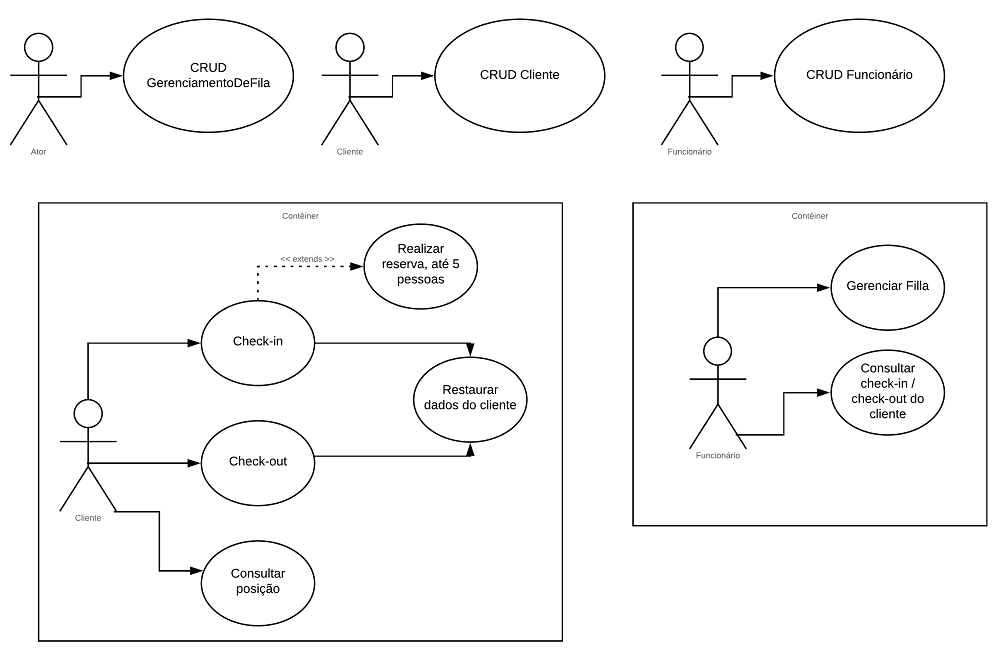 CRUD
GerenciamentoDeFila
Ator
CRUD Cliente
Cliente
CRUD Funcionário
Funcionário
Contêiner
Realizar
reserva, até 5
pessoas
<< extends >>
Check-in
Restaurar
dados do cliente
Check-out
Cliente
Consultar
posição
Contêiner
Gerenciar Filla
Consultar
check-in /
check-out do
cliente
Funcionário